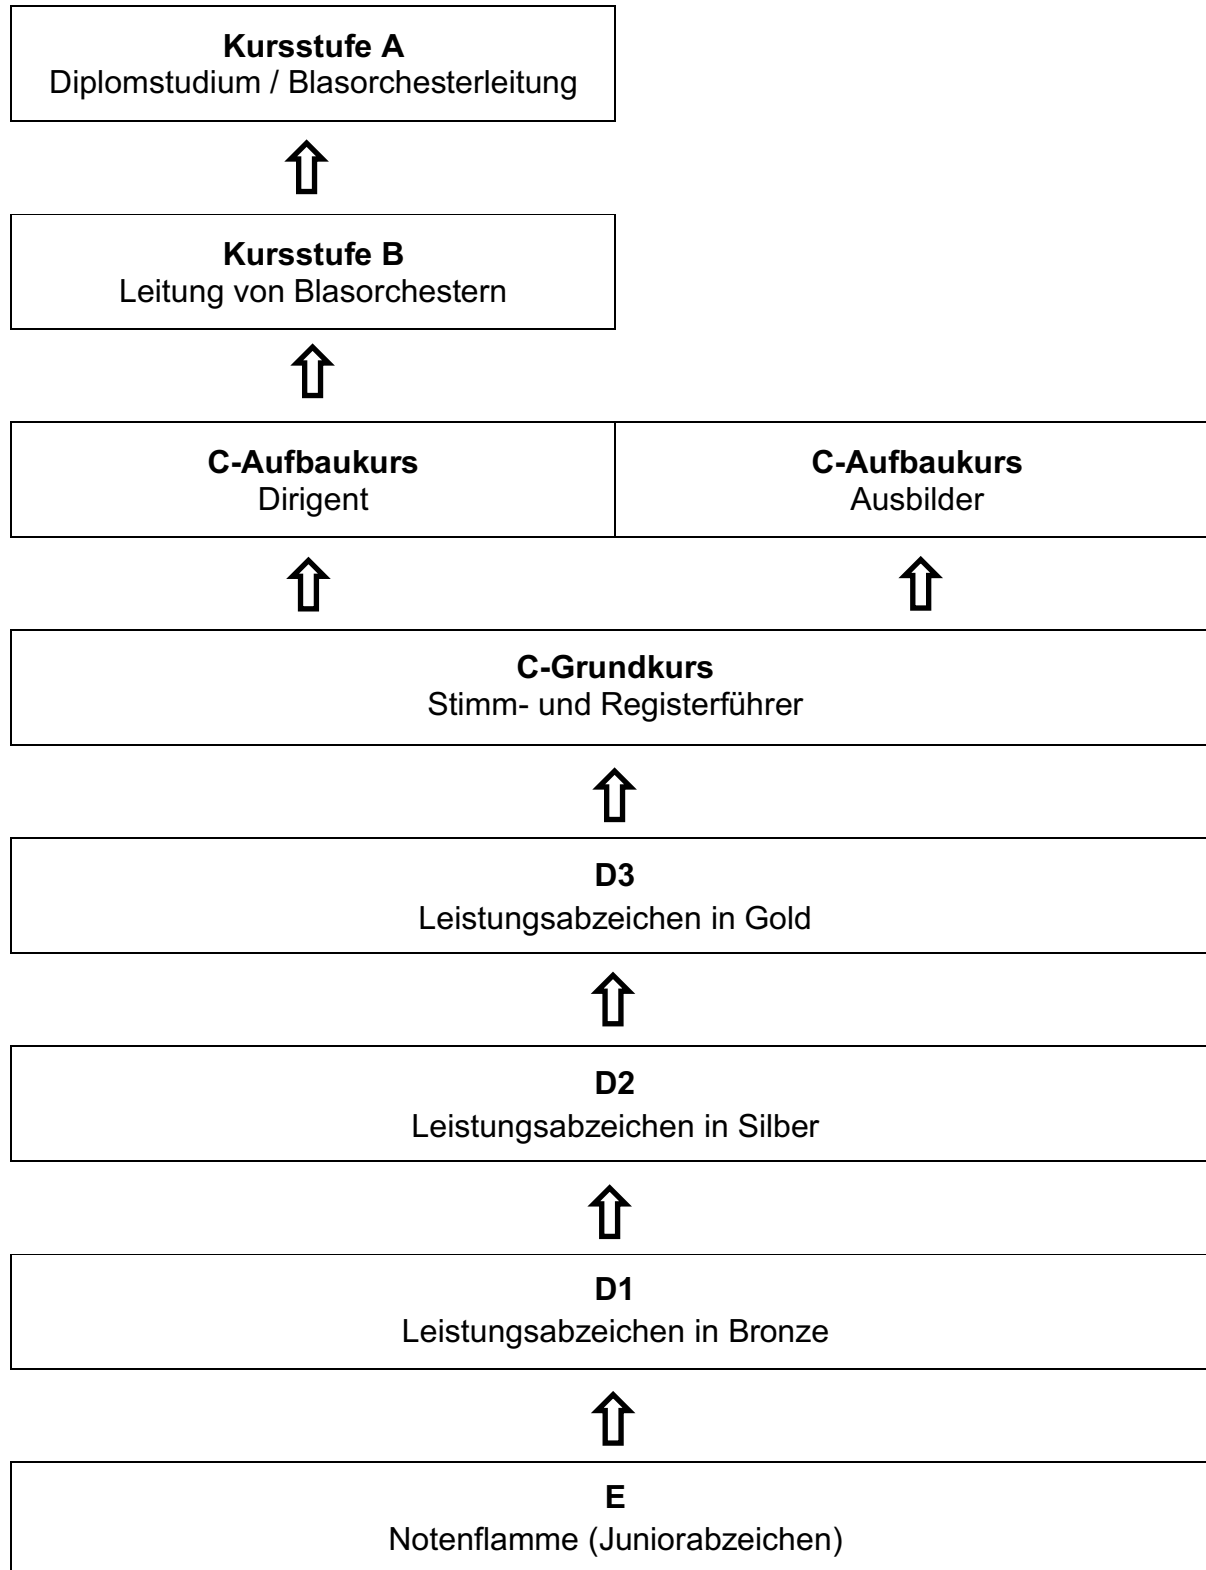 Kursstufe A
Diplomstudium / Blasorchesterleitung
Kursstufe B
Leitung von Blasorchestern
C-Aufbaukurs
Dirigent
C-Aufbaukurs
Ausbilder
C-Grundkurs
Stimm- und Registerführer
D3
Leistungsabzeichen in Gold
D2
Leistungsabzeichen in Silber
D1
Leistungsabzeichen in Bronze
E
Notenflamme (Juniorabzeichen)